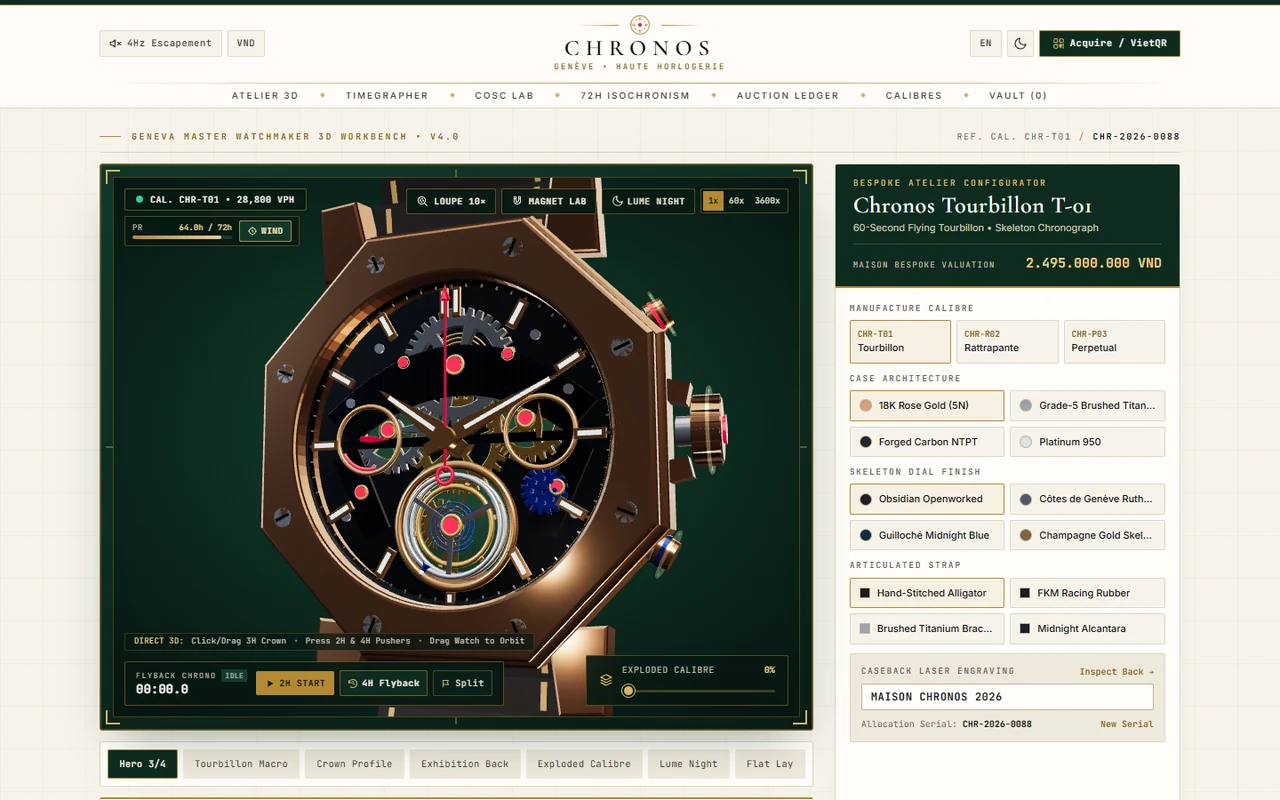 4Hz Escapement
VND
CHRONOS
GENÈVE • HAUTE HORLOGERIE
EN
Acquire / VietQR
ATELIER 3D
TIMEGRAPHER
COSC LAB
72H ISOCHRONISM
AUCTION LEDGER
CALIBRES
VAULT (0)
GENEVA MASTER WATCHMAKER 3D WORKBENCH • V4.0
REF. CAL. CHR-T01 / CHR-2026-0088
CAL. CHR-T01 • 28,800 VPH
LOUPE 10×
MAGNET LAB
LUME NIGHT
1x
60x
3600x
PR
64.0h / 72h
WIND
DIRECT 3D: Click/Drag 3H Crown · Press 2H & 4H Pushers · Drag Watch to Orbit
FLYBACK CHRONO IDLE
00:00.0
2H START
4H Flyback
Split
EXPLODED CALIBRE
0%
Hero 3/4
Tourbillon Macro
Crown Profile
Exhibition Back
Exploded Calibre
Lume Night
Flat Lay
BESPOKE ATELIER CONFIGURATOR
Chronos Tourbillon T-01
60-Second Flying Tourbillon • Skeleton Chronograph
MAISON BESPOKE VALUATION
2.495.000.000 VND
MANUFACTURE CALIBRE
CHR-T01
Tourbillon
CHR-R02
Rattrapante
CHR-P03
Perpetual
CASE ARCHITECTURE
18K Rose Gold (5N)
Grade-5 Brushed Titan...
Forged Carbon NTPT
Platinum 950
SKELETON DIAL FINISH
Obsidian Openworked
Côtes de Genève Ruth...
Guilloché Midnight Blue
Champagne Gold Skel...
ARTICULATED STRAP
Hand-Stitched Alligator
FKM Racing Rubber
Brushed Titanium Brac...
Midnight Alcantara
CASEBACK LASER ENGRAVING
Inspect Back →
MAISON CHRONOS 2026
Allocation Serial: CHR-2026-0088
New Serial